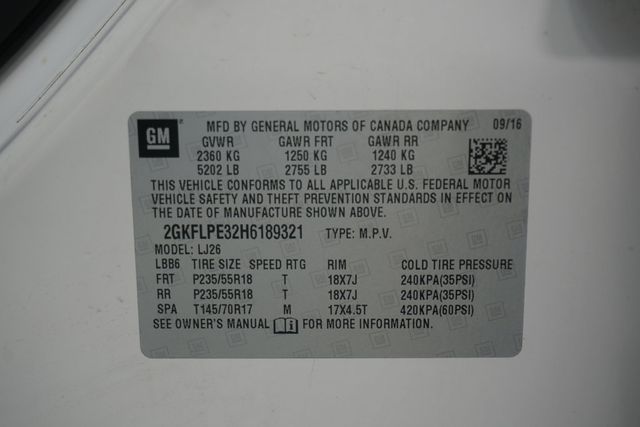 GM
MFD BY GENERAL MOTORS OF CANADA COMPANY 09/16
GVWR GAWR FRT GAWR RR
2360 KG 1250 KG 1240 KG
5202 LB 2755 LB 2733 LB
THIS VEHICLE CONFORMS TO ALL APPLICABLE U.S. FEDERAL MOTOR
VEHICLE SAFETY AND THEFT PREVENTION STANDARDS IN EFFECT ON
THE DATE OF MANUFACTURE SHOWN ABOVE.
2GKFLPE32H6189321 TYPE: M.P.V.
MODEL: LJ26
LBB6 TIRE SIZE SPEED RTG RIM COLD TIRE PRESSURE
FRT P235/55R18 T 18X7J 240KPA(35PSI)
RR P235/55R18 T 18X7J 240KPA(35PSI)
SPA T145/70R17 M 17X4.5T 420KPA(60PSI)
SEE OWNER'S MANUAL FOR MORE INFORMATION.